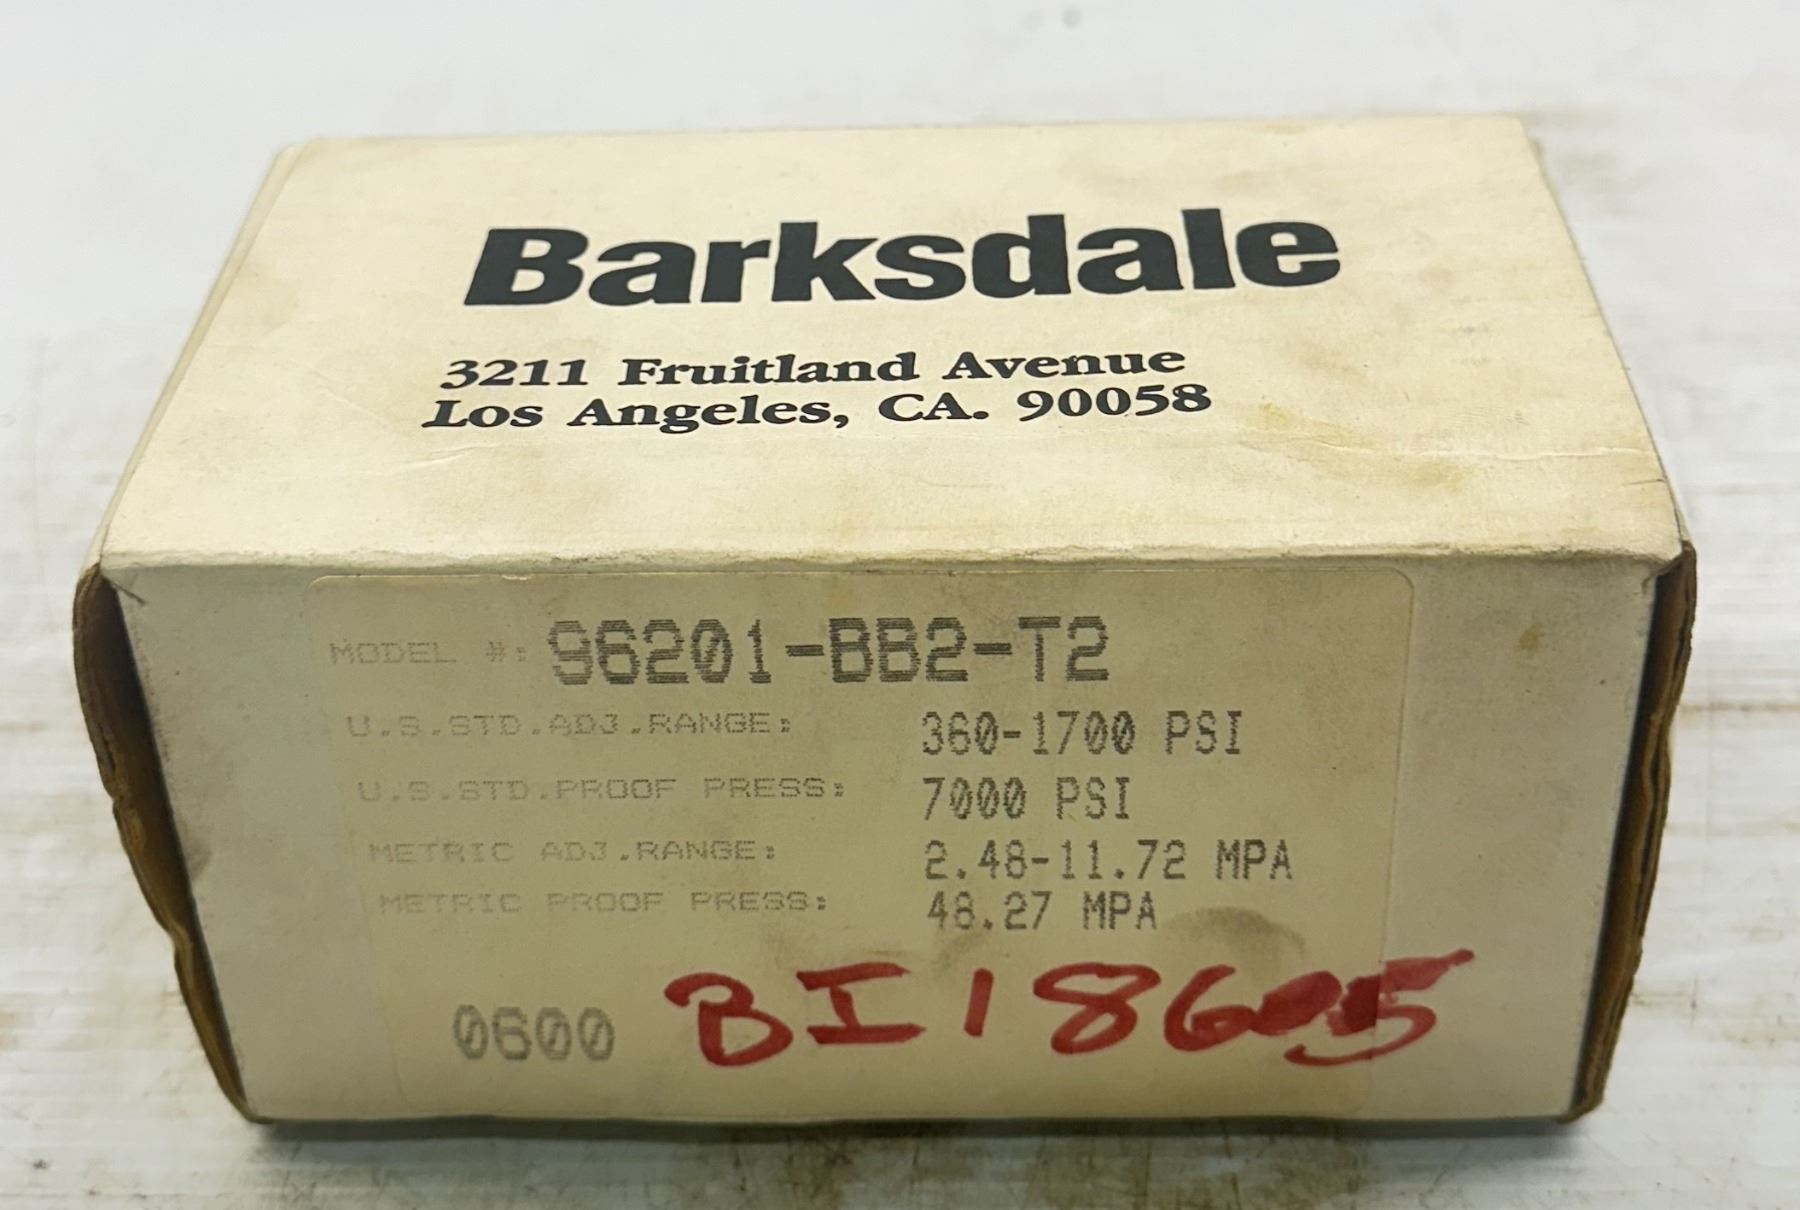 Barksdale
3211 Fruitland Avenue
Los Angeles, CA. 90058
MODEL #: 96201-BB2-T2
U.S.STD.ADJ.RANGE: 360-1700 PSI
U.S.STD.PROOF PRESS: 7000 PSI
METRIC ADJ.RANGE: 2.48-11.72 MPA
METRIC PROOF PRESS: 48.27 MPA
0600 BI18605